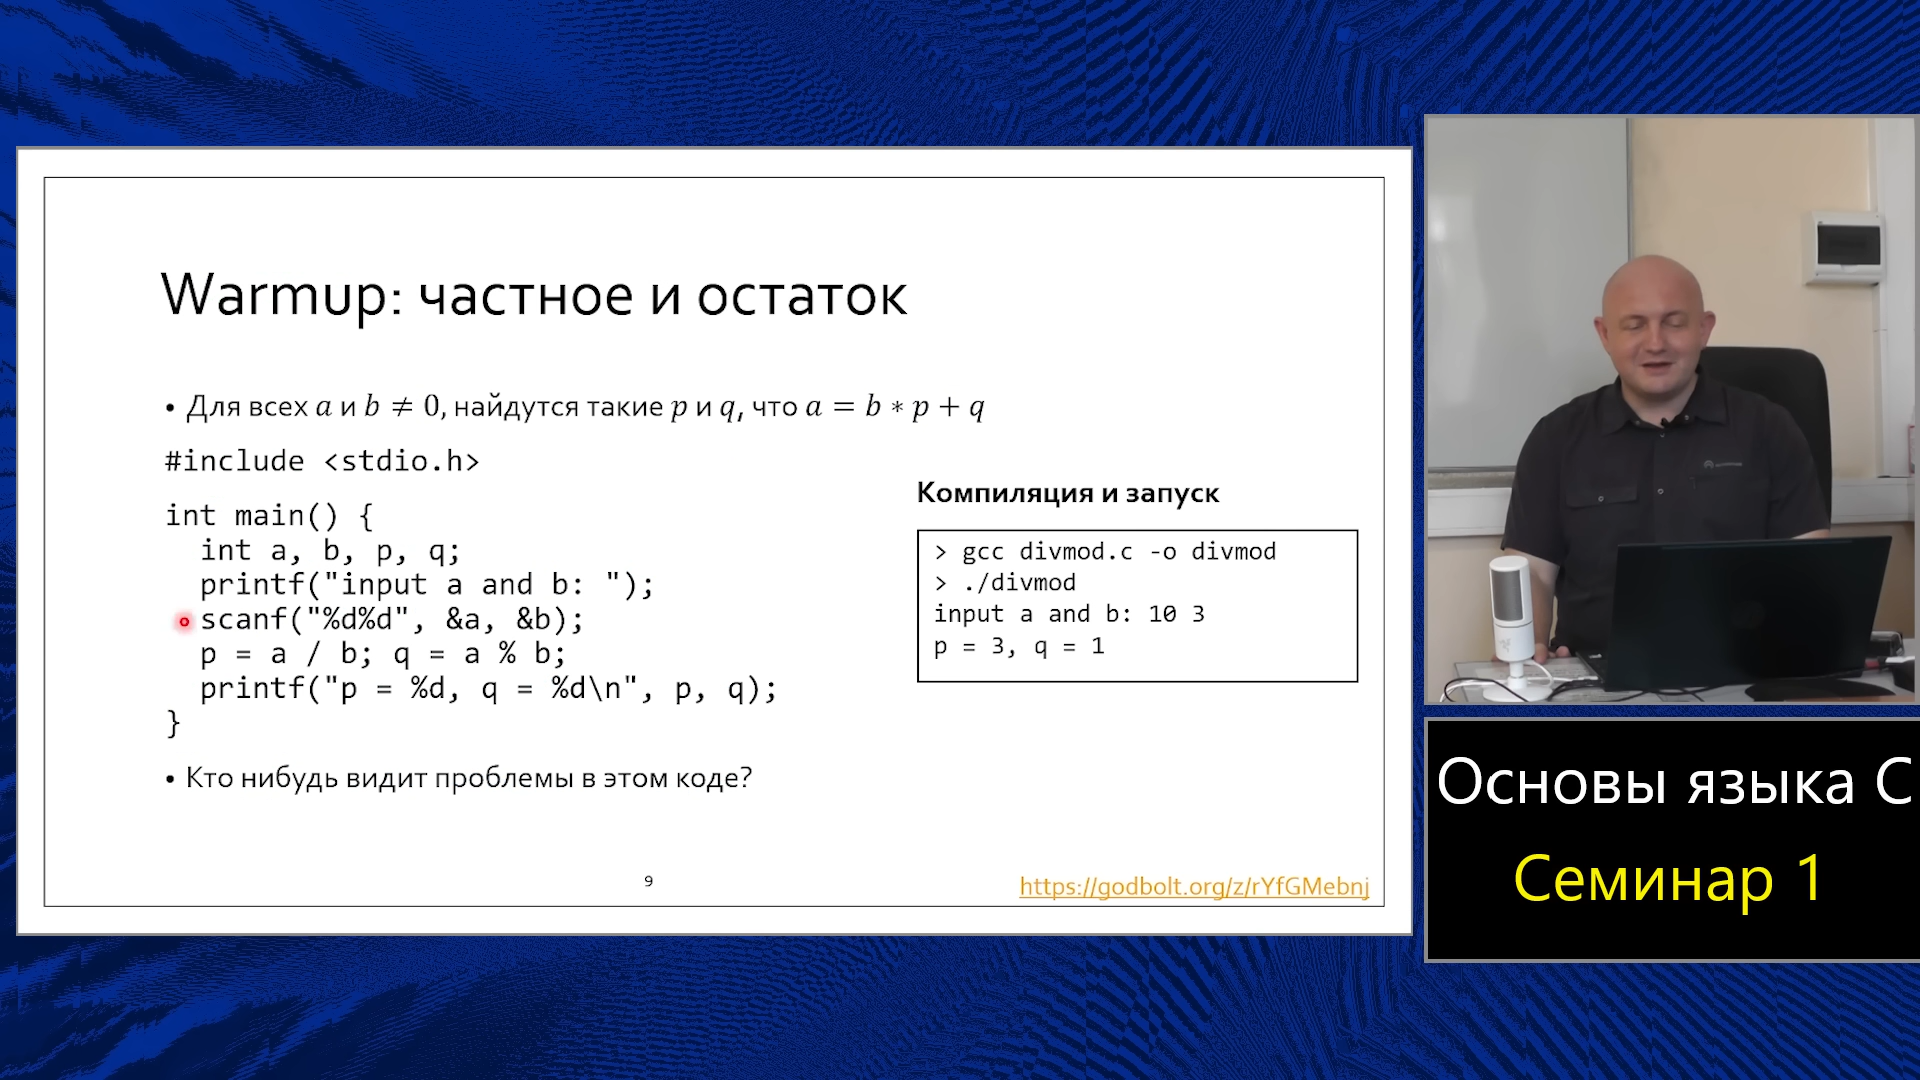 Warmup: частное и остаток
• Для всех a и b ≠ 0, найдутся такие p и q, что a = b ∗ p + q
#include <stdio.h>
int main() {
int a, b, p, q;
printf("input a and b: ");
scanf("%d%d", &a, &b);
p = a / b; q = a % b;
printf("p = %d, q = %d\n", p, q);
}
• Кто нибудь видит проблемы в этом коде?
Компиляция и запуск
> gcc divmod.c -o divmod
> ./divmod
input a and b: 10 3
p = 3, q = 1
9
https://godbolt.org/z/rYfGMebnj
Основы языка C
Семинар 1